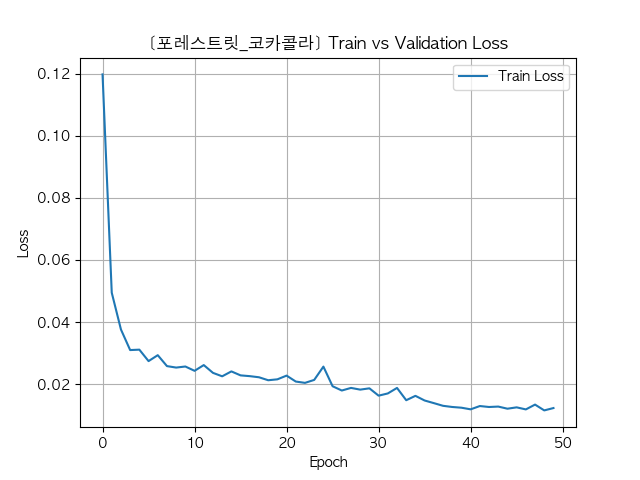 [포레스트릿_코카콜라] Train vs Validation Loss
Train Loss
Loss
0.12
0.10
0.08
0.06
0.04
0.02
0 10 20 30 40 50
Epoch